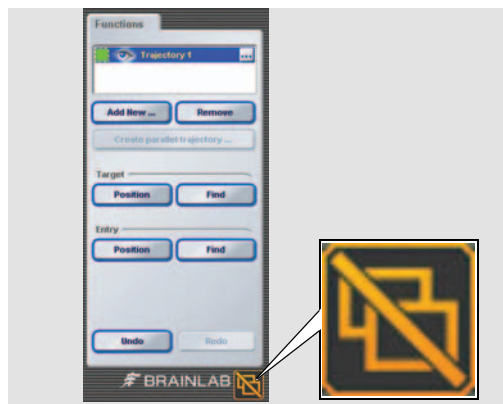 Functions
Trajectory 1 ...
Add New ... Remove
Create parallel trajectory ...
Target
Position Find
Entry
Position Find
Undo Redo
BRAINLAB